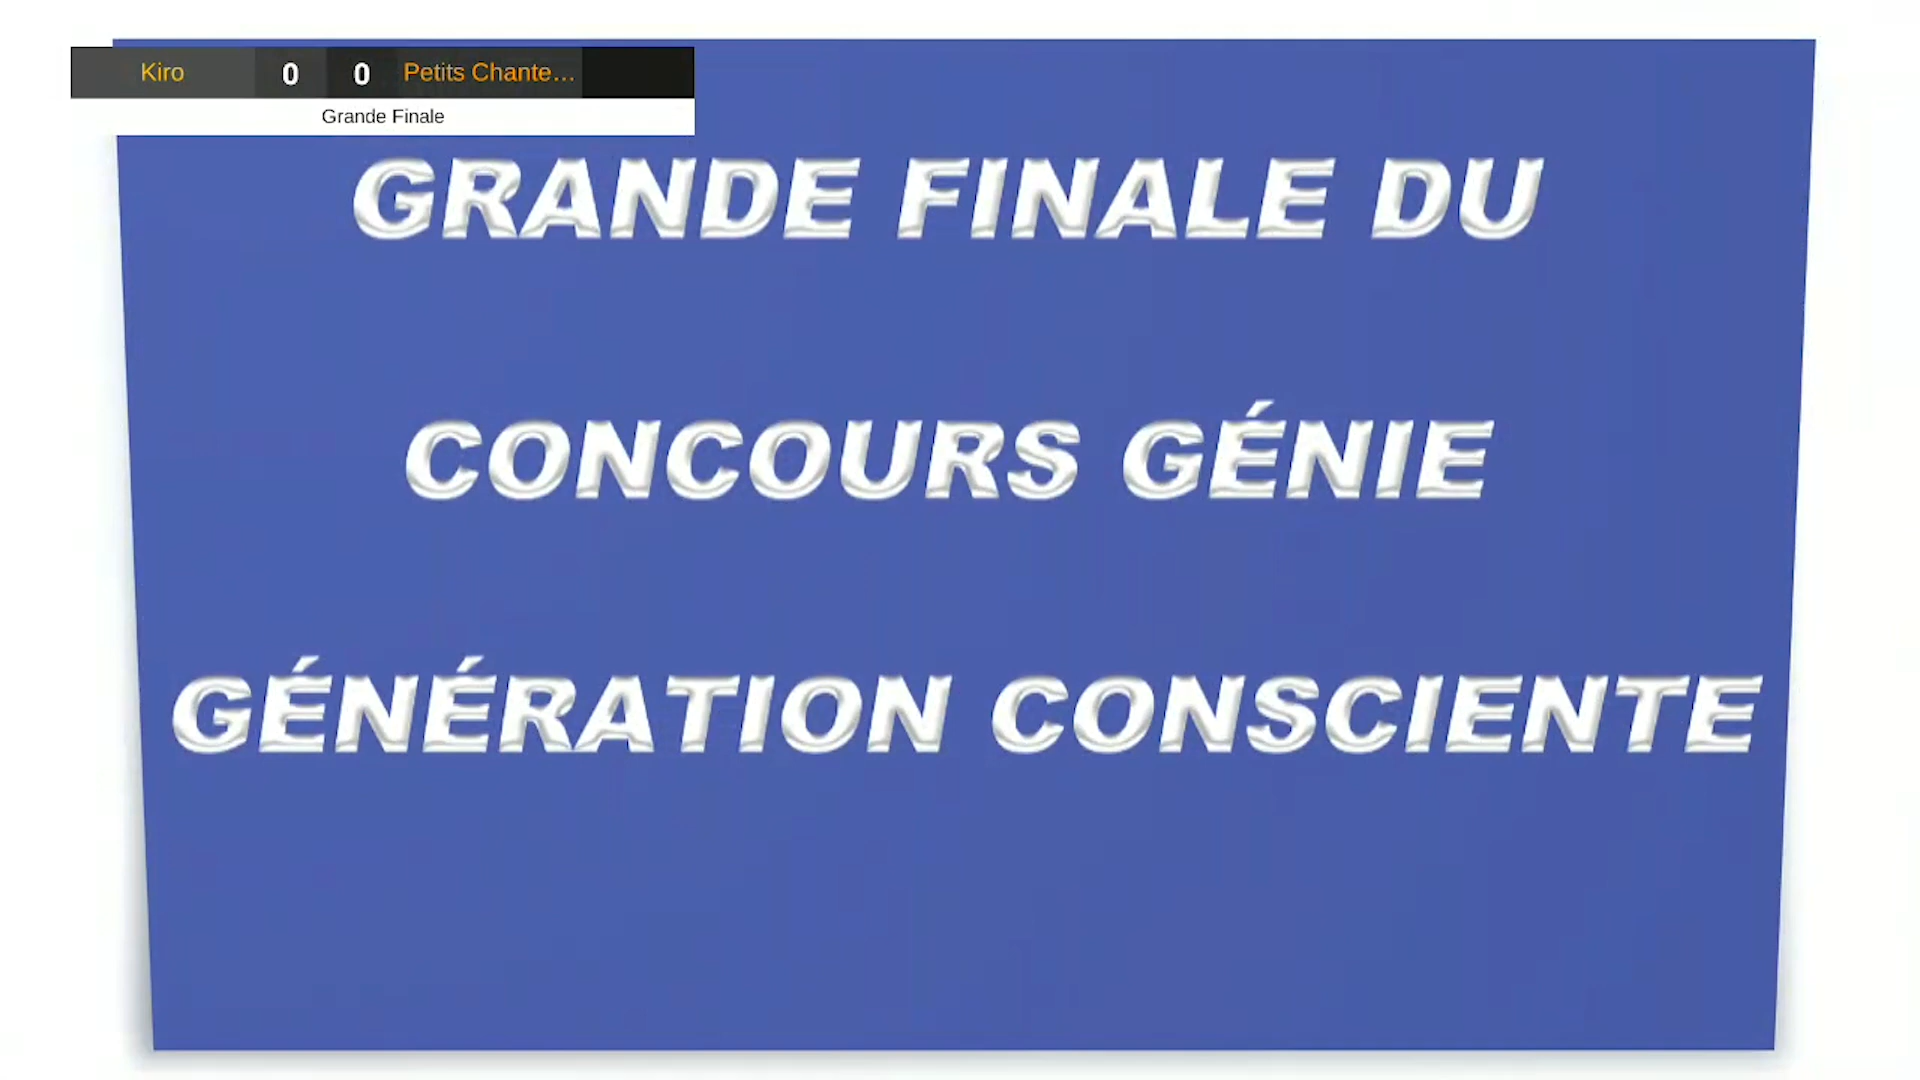 Kiro 0 0 Petits Chante...
Grande Finale
GRANDE FINALE DU
CONCOURS GÉNIE
GÉNÉRATION CONSCIENTE